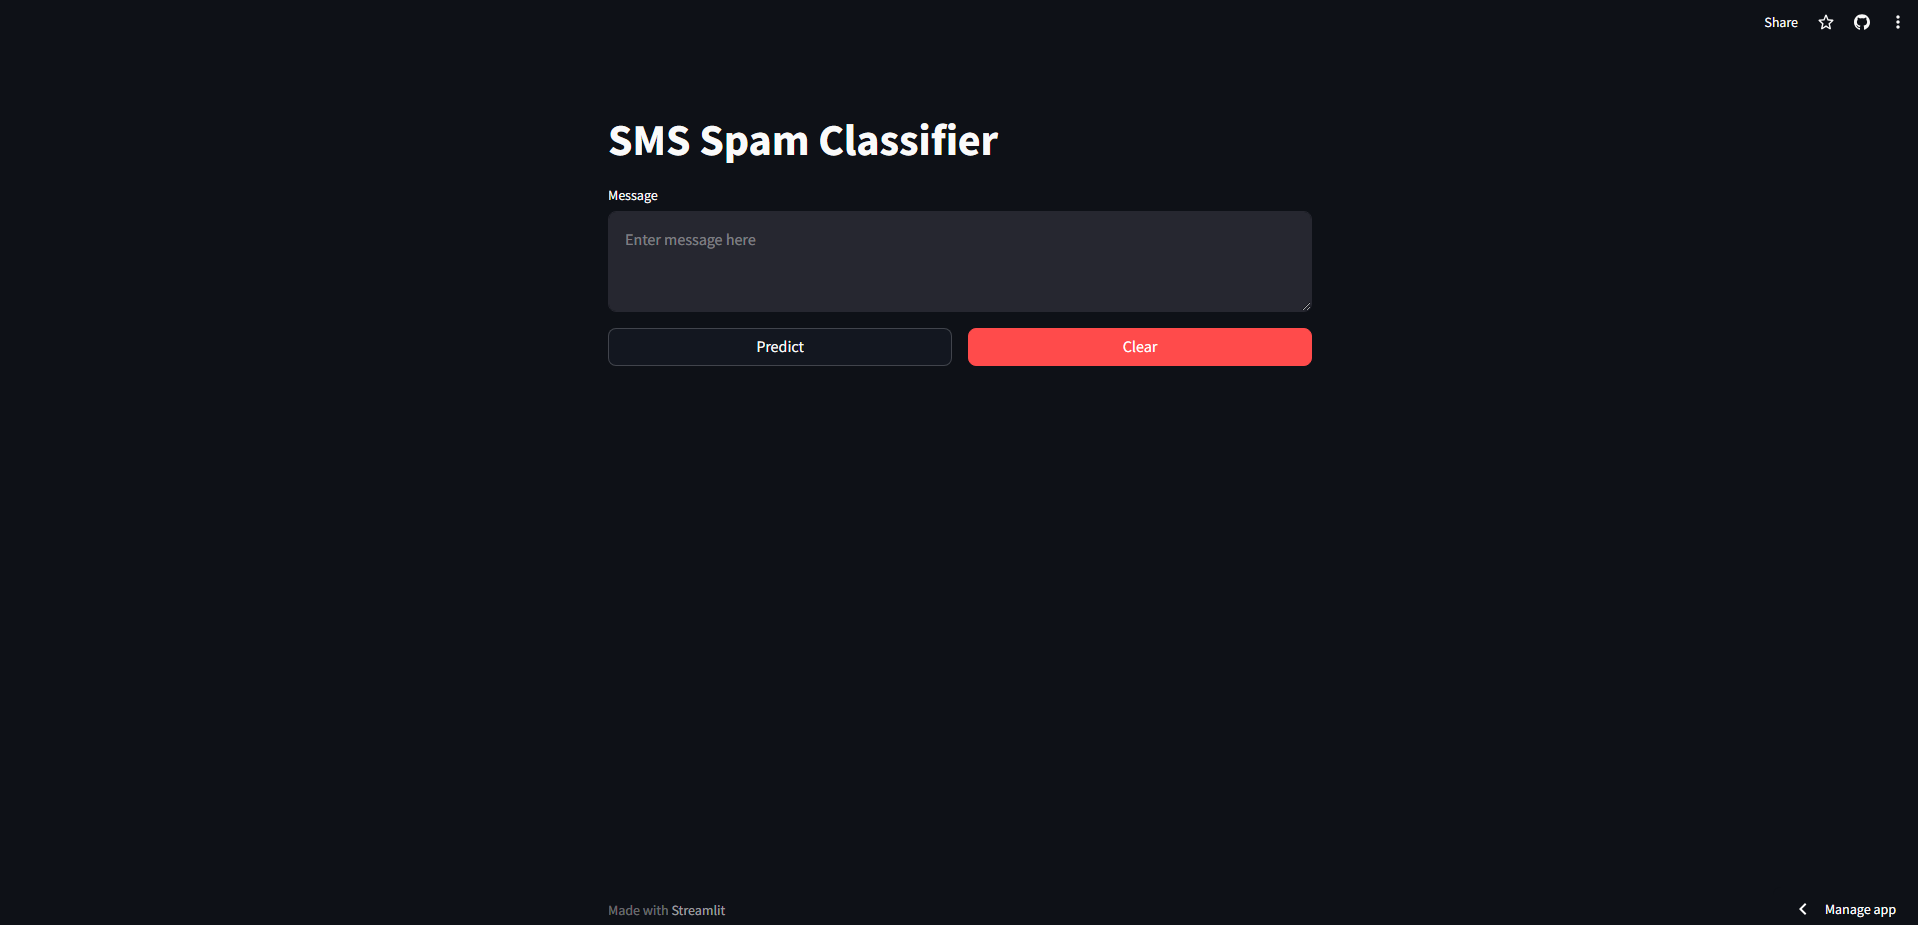 Share
SMS Spam Classifier
Message
Enter message here
Predict
Clear
Made with Streamlit
Manage app